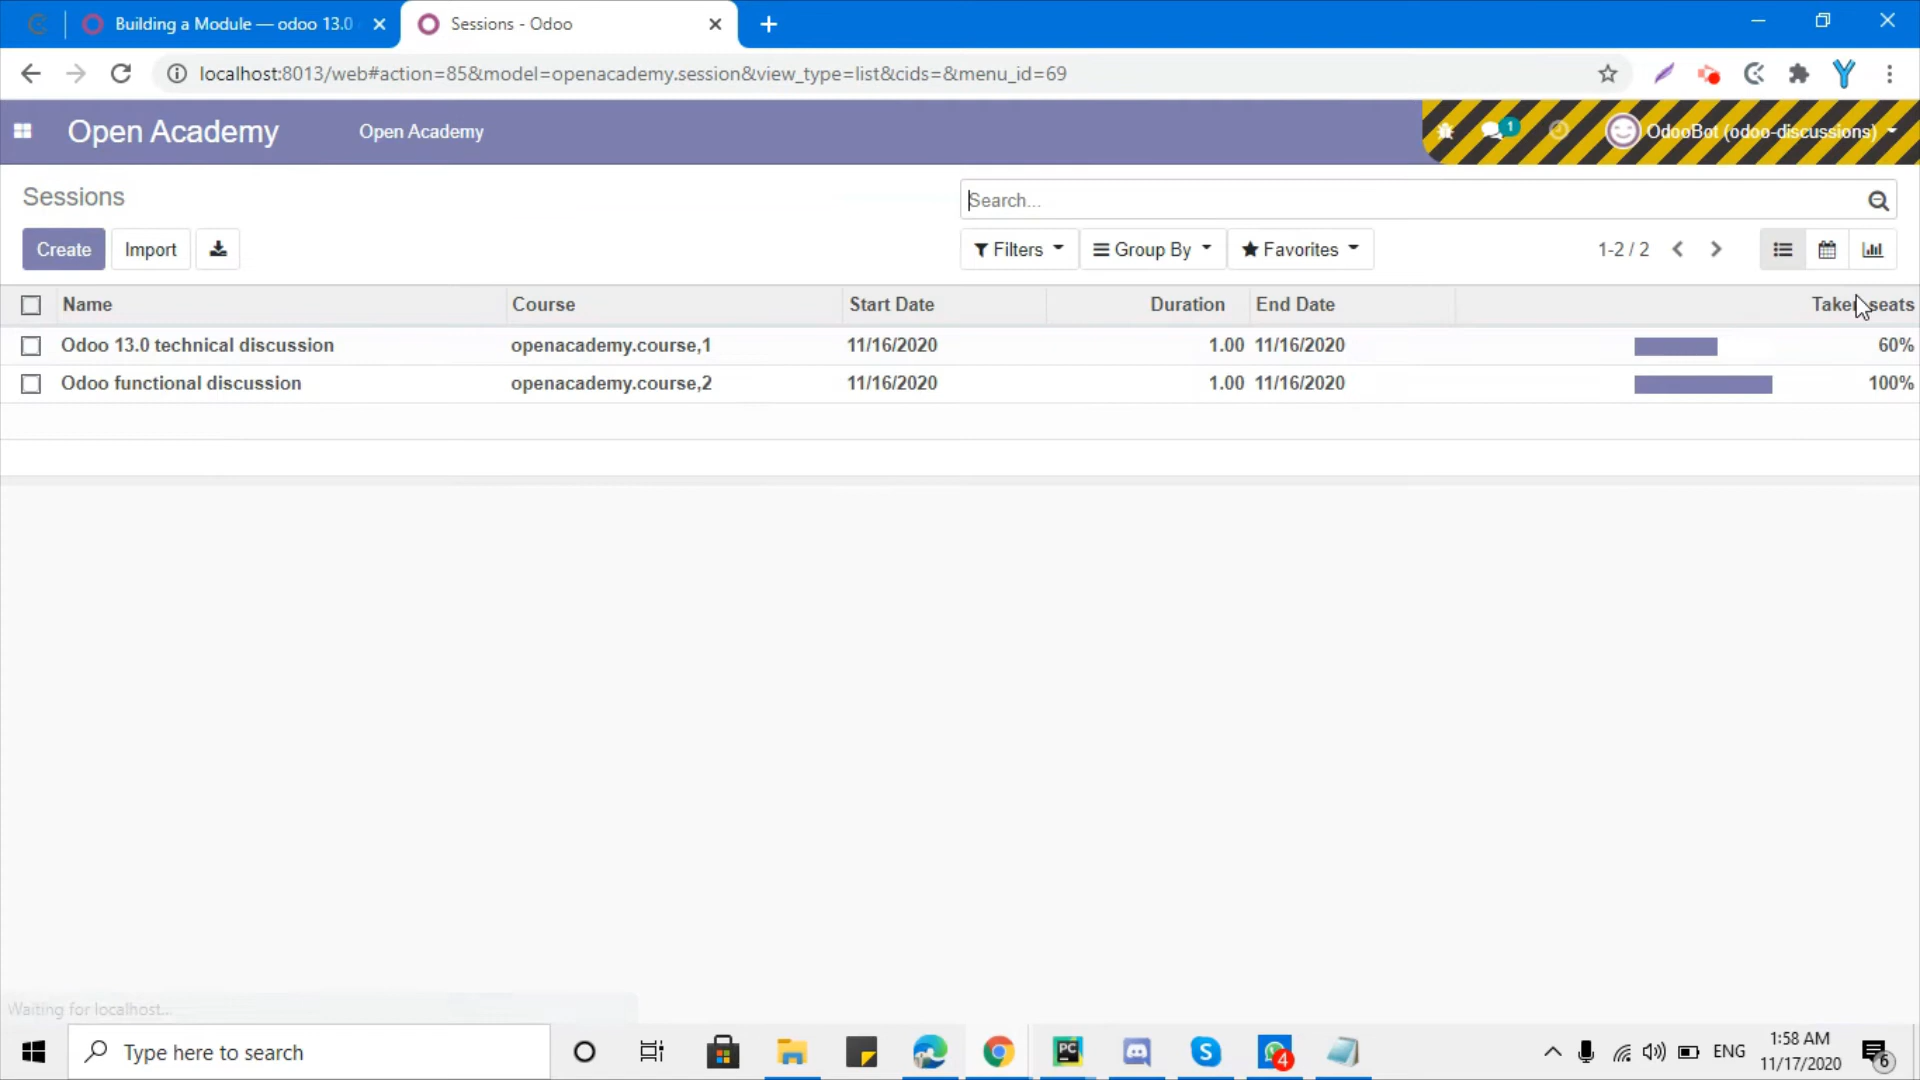 Building a Module — odoo 13.0
Sessions - Odoo
localhost:8013/web#action=85&model=openacademy.session&view_type=list&cids=&menu_id=69
Open Academy
Open Academy
1
OdooBot (odoo-discussions)
Sessions
Search...
Create
Import
Filters
Group By
Favorites
1-2 / 2
Name
Course
Start Date
Duration
End Date
Taken seats
Odoo 13.0 technical discussion
openacademy.course,1
11/16/2020
1.00
11/16/2020
60%
Odoo functional discussion
openacademy.course,2
11/16/2020
1.00
11/16/2020
100%
Waiting for localhost...
Type here to search
PC
S
4
ENG
1:58 AM
11/17/2020
6